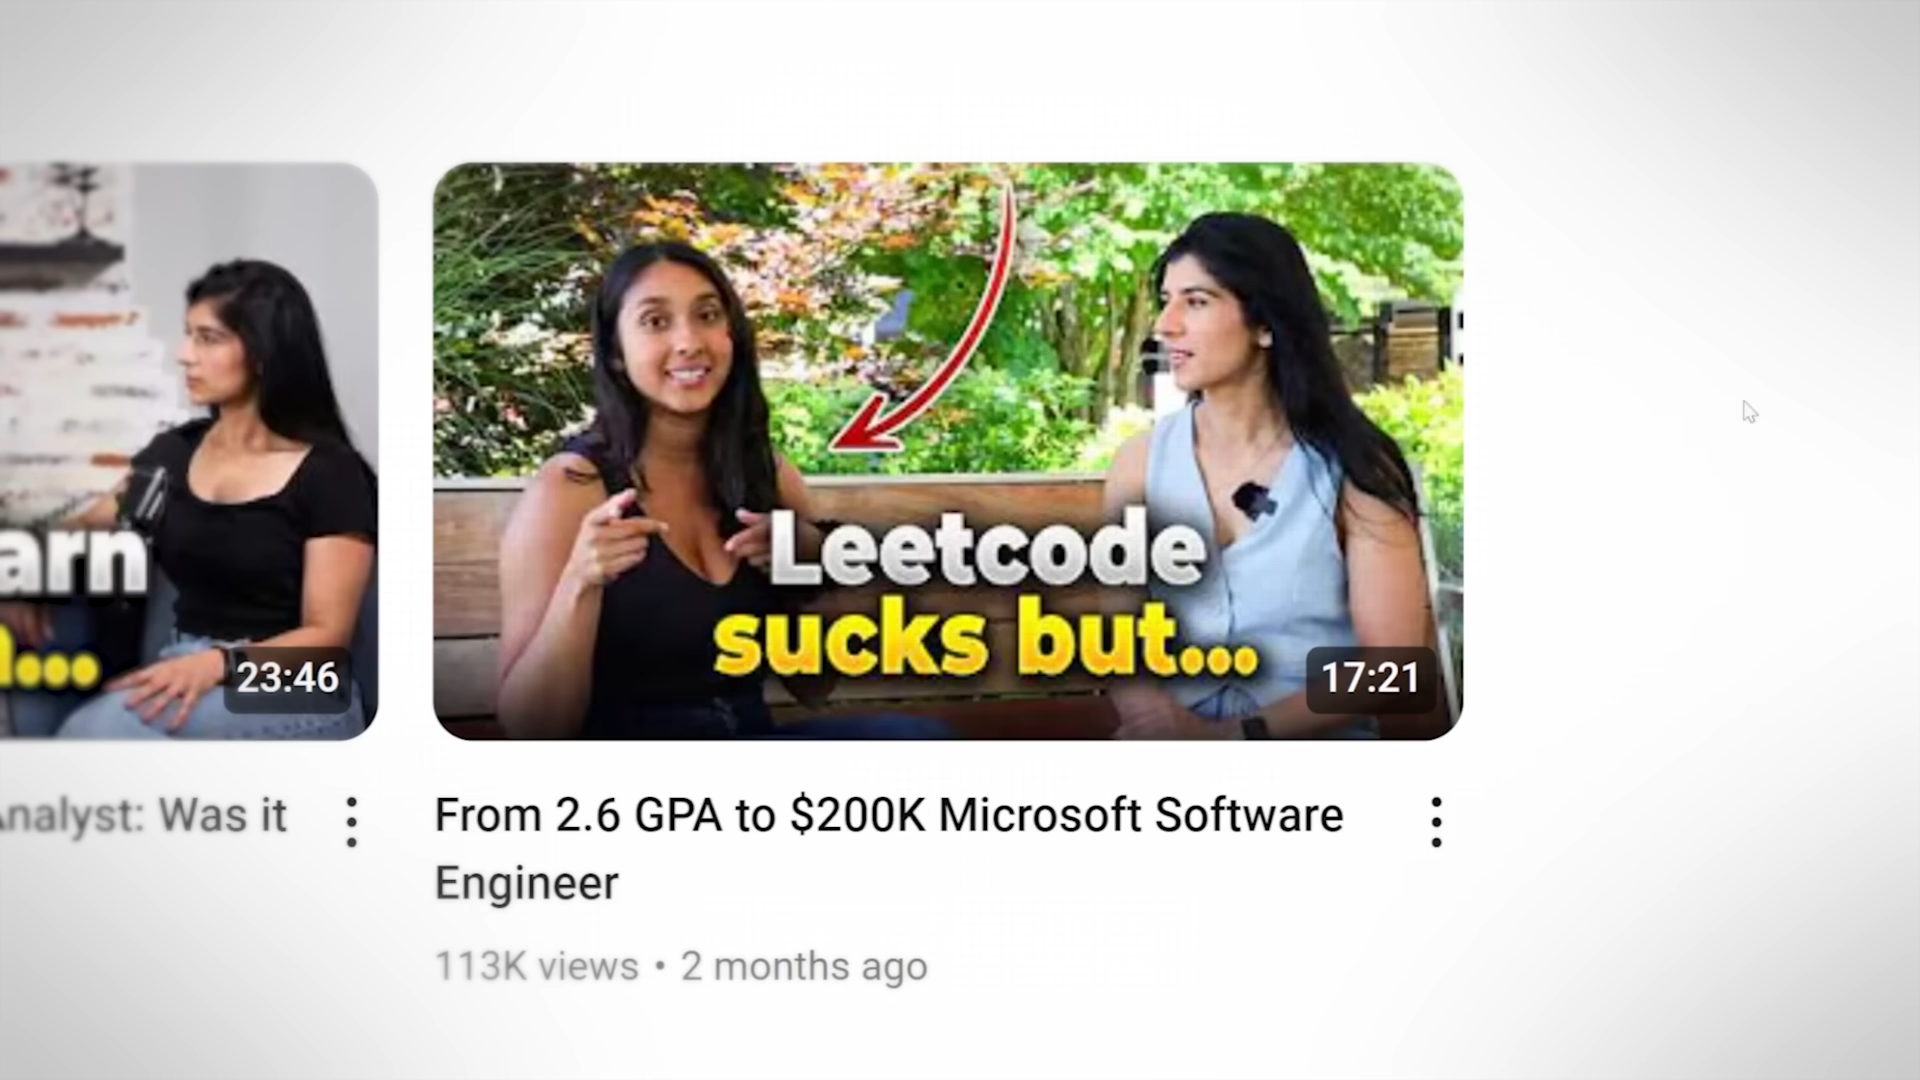 arn
...
23:46
Analyst: Was it
Leetcode
sucks but...
17:21
From 2.6 GPA to $200K Microsoft Software
Engineer
113K views • 2 months ago